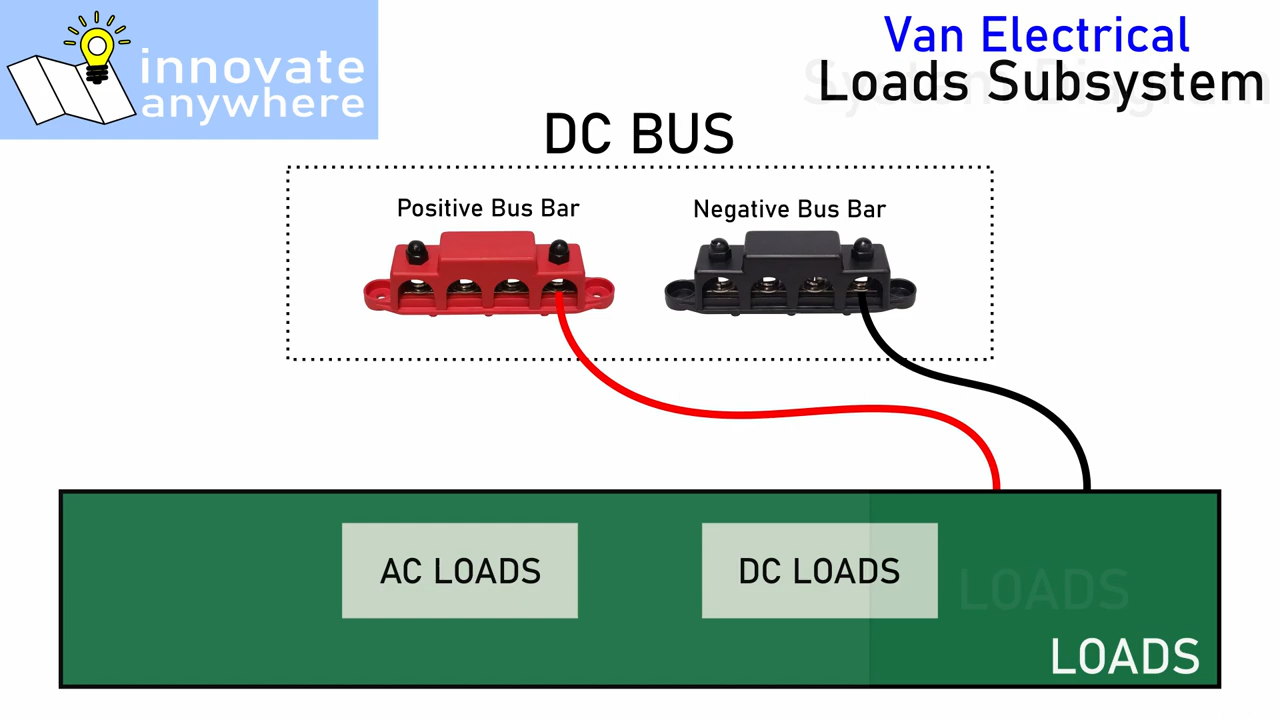 innovate
anywhere
Van Electrical
Loads Subsystem
DC BUS
Positive Bus Bar
Negative Bus Bar
AC LOADS
DC LOADS
LOADS
LOADS